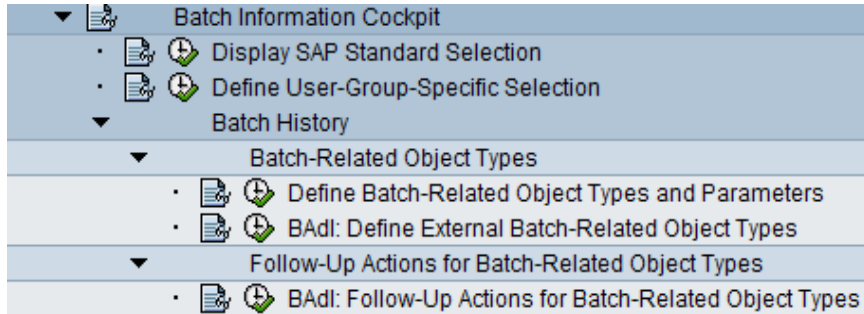 Batch Information Cockpit
Display SAP Standard Selection
Define User-Group-Specific Selection
Batch History
Batch-Related Object Types
Define Batch-Related Object Types and Parameters
BAdI: Define External Batch-Related Object Types
Follow-Up Actions for Batch-Related Object Types
BAdI: Follow-Up Actions for Batch-Related Object Types